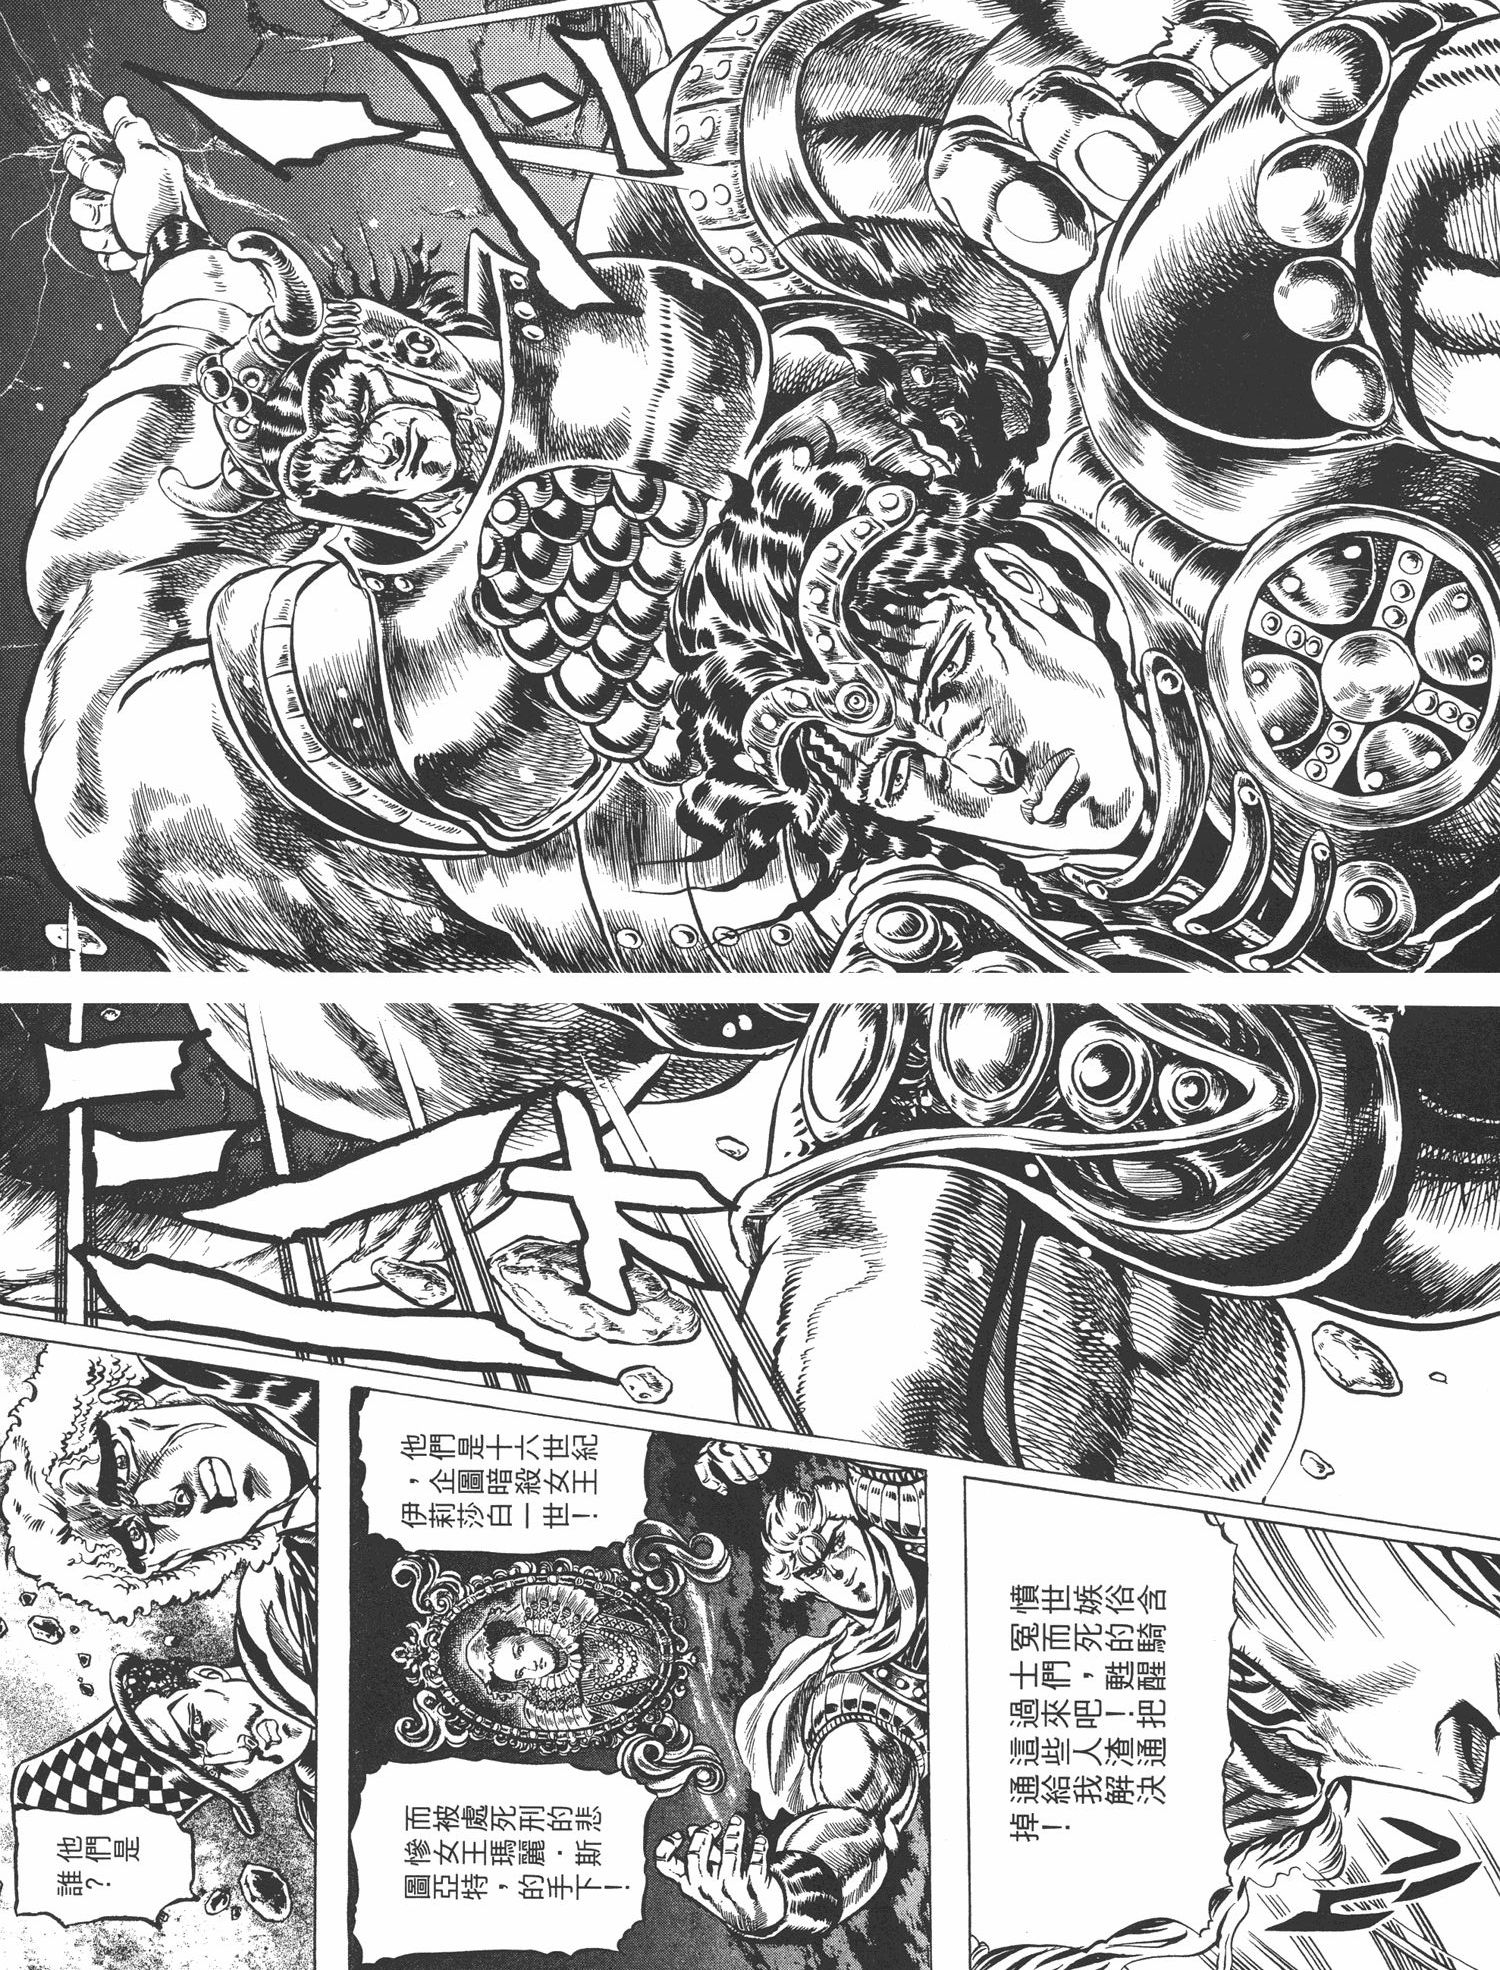 他們是
誰?
他們是十六世紀
,企圖暗殺女王
伊莉莎白一世!
而被處死刑的悲
慘女王瑪麗.斯
圖亞特,的手下!
憤世嫉俗含
冤而死的騎
士們,甦醒
過來吧!把
這些人渣通
通給我解決
掉!